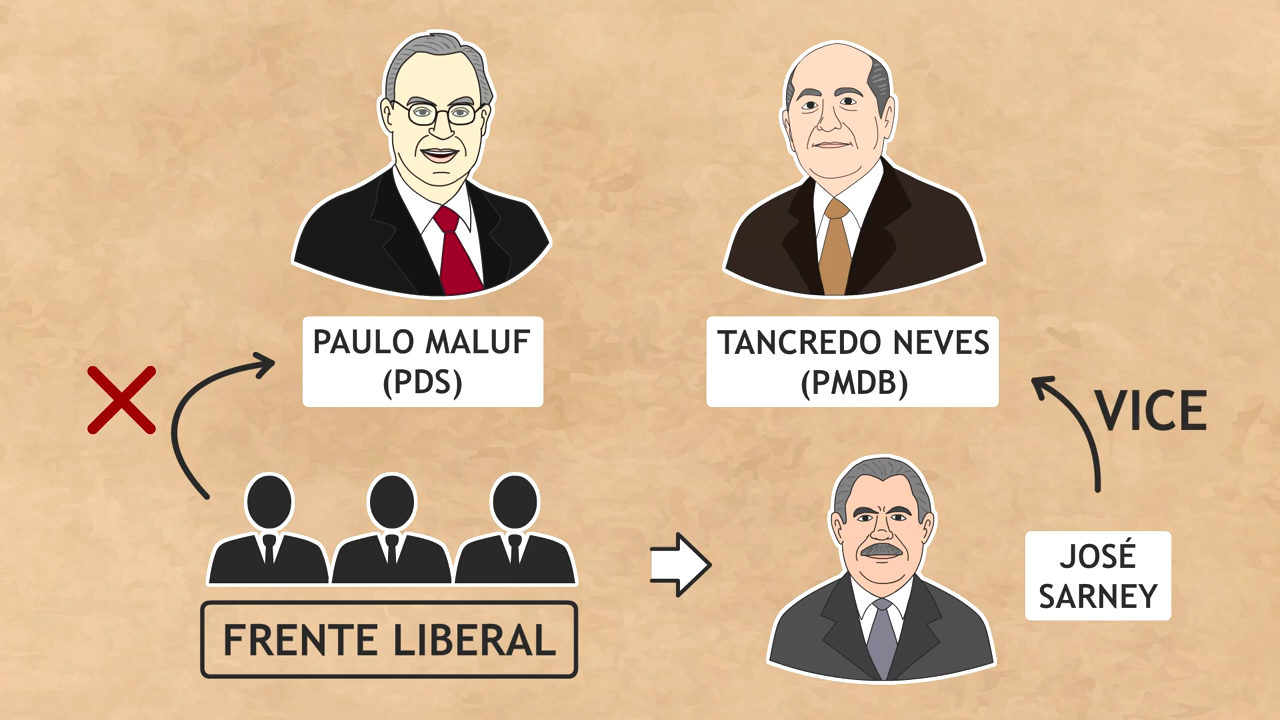 PAULO MALUF
(PDS)
TANCREDO NEVES
(PMDB)
VICE
JOSÉ
SARNEY
FRENTE LIBERAL